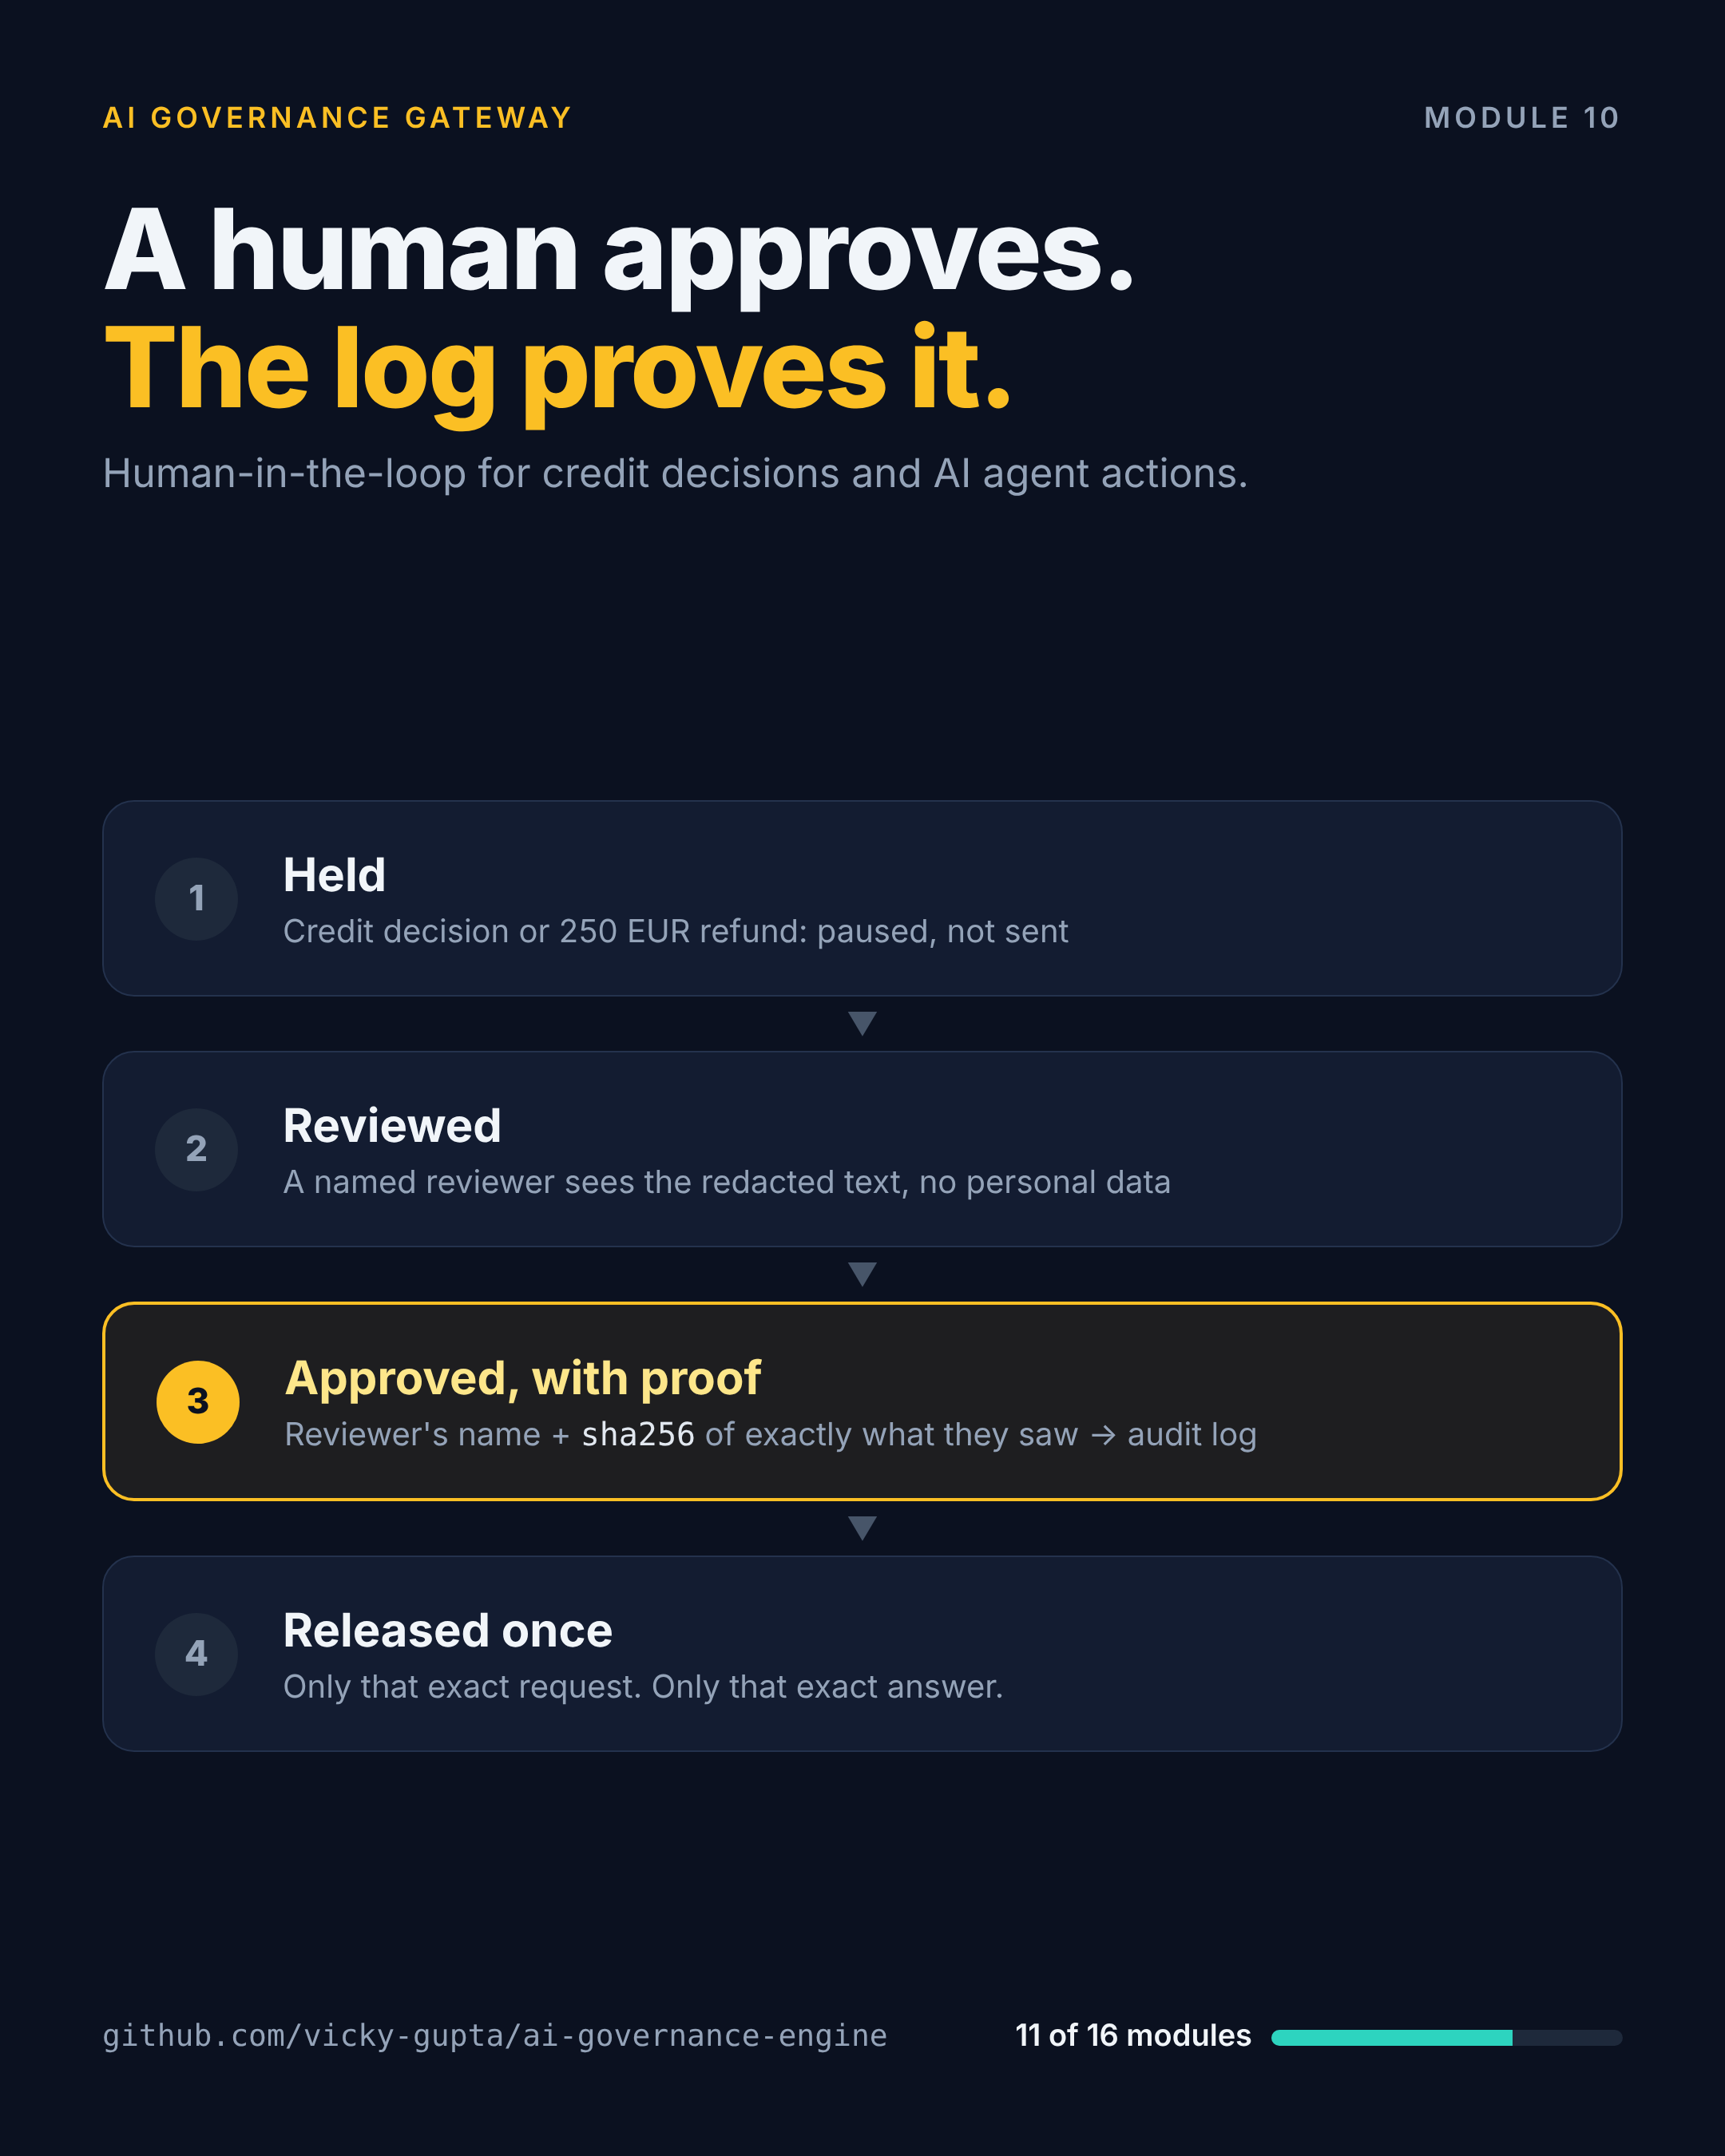 AI GOVERNANCE GATEWAY
MODULE 10
A human approves.
The log proves it.
Human-in-the-loop for credit decisions and AI agent actions.
1
Held
Credit decision or 250 EUR refund: paused, not sent
2
Reviewed
A named reviewer sees the redacted text, no personal data
3
Approved, with proof
Reviewer's name + sha256 of exactly what they saw → audit log
4
Released once
Only that exact request. Only that exact answer.
github.com/vicky-gupta/ai-governance-engine
11 of 16 modules